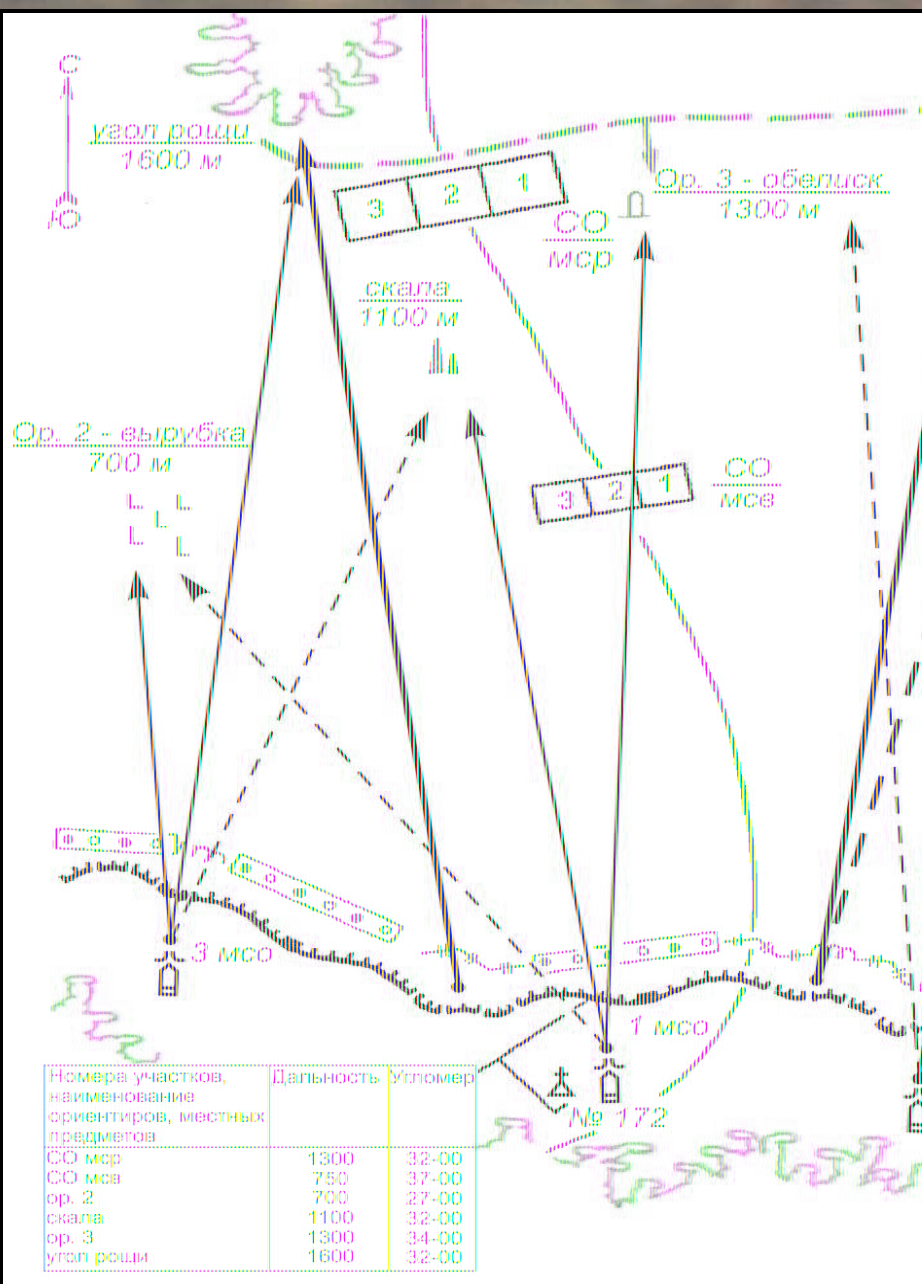 С
Ю
угол рощи
1600 м
3 2 1
СО
мср
Ор. 3 - обелиск
1300 м
скала
1100 м
Ор. 2 - вырубка
700 м
3 2 1
СО
мсв
3 мсо
1 мсо
№ 172
Номера участков, наименование ориентиров, местных предметов Дальность Угломер
СО мср 1300 32-00
СО мсв 750 37-00
ор. 2 700 27-00
скала 1100 32-00
ор. 3 1300 34-00
угол рощи 1600 32-00